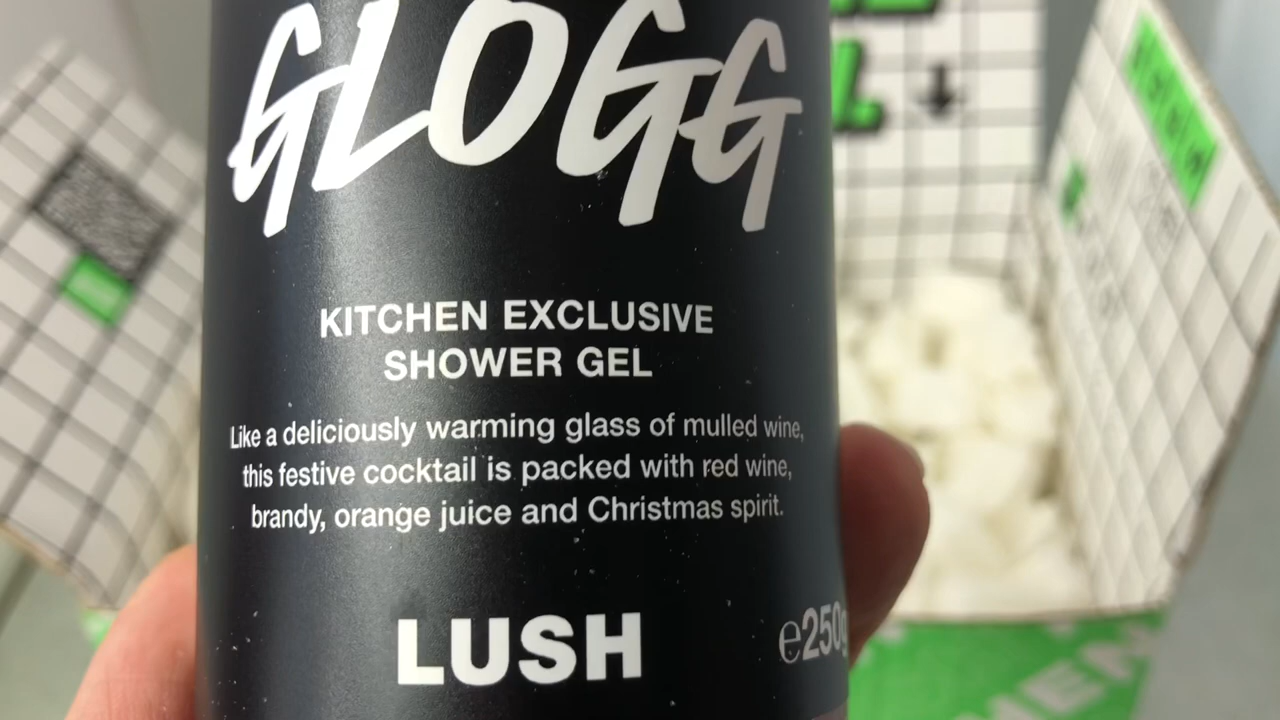 GLOGG
KITCHEN EXCLUSIVE
SHOWER GEL
Like a deliciously warming glass of mulled wine,
this festive cocktail is packed with red wine,
brandy, orange juice and Christmas spirit.
LUSH
e250g